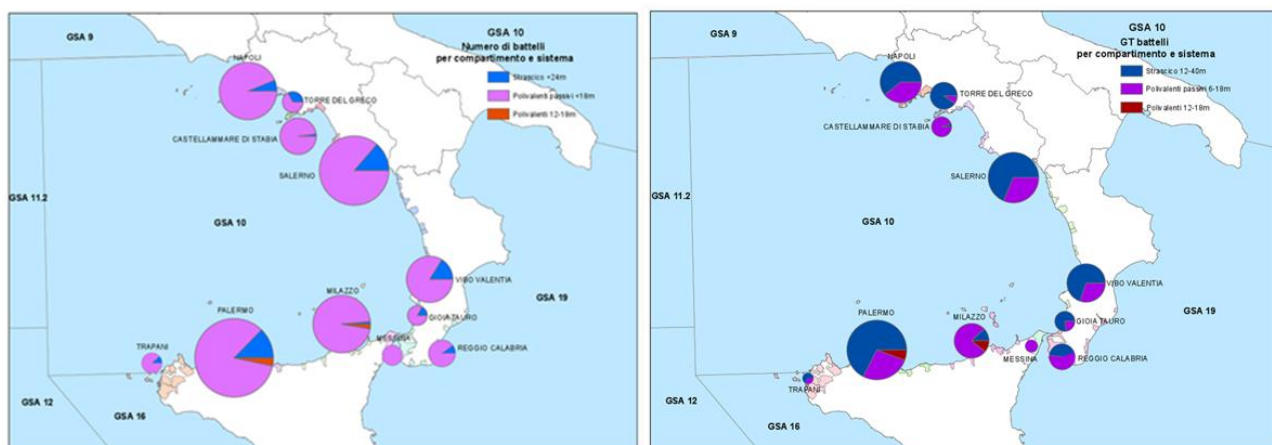 GSA 9
GSA 10
Numero di battelli
per compartimento e sistema
Strascico <24m
Polivalenti passivi <18m
Polivalenti 12-18m
NAPOLI
TORRE DEL GRECO
CASTELLAMMARE DI STABIA
SALERNO
GSA 11.2
GSA 10
VIBO VALENTIA
MILAZZO
GSA 19
PALERMO
GIOIA TAURO
MESSINA
REGGIO CALABRIA
TRAPANI
GSA 12
GSA 16
GSA 9
GSA 10
GT battelli
per compartimento e sistema
Strascico 12-40m
Polivalenti passivi 6-18m
Polivalenti 12-18m
NAPOLI
TORRE DEL GRECO
CASTELLAMMARE DI STABIA
SALERNO
GSA 11.2
GSA 10
VIBO VALENTIA
PALERMO
MILAZZO
GIOIA TAURO
GSA 19
MESSINA
REGGIO CALABRIA
TRAPANI
GSA 12
GSA 16